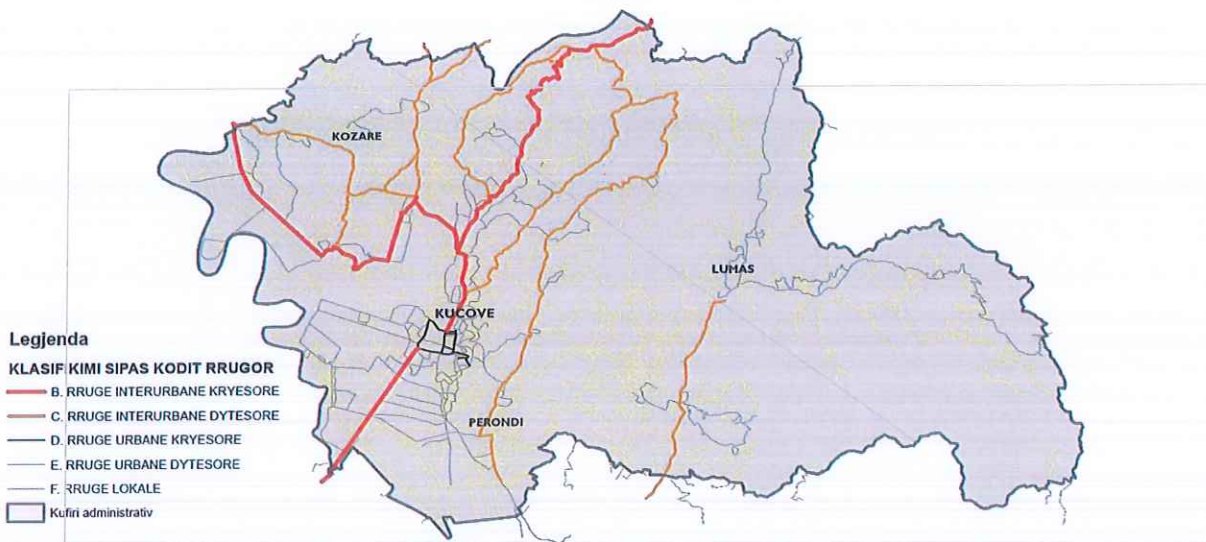 KOZARE
LUMAS
KUCOVE
PERONDI
Legjenda
KLASIFIKIMI SIPAS KODIT RRUGOR
B. RRUGE INTERURBANE KRYESORE
C. RRUGE INTERURBANE DYTESORE
D. RRUGE URBANE KRYESORE
E. RRUGE URBANE DYTESORE
F. RRUGE LOKALE
Kufiri administrativ